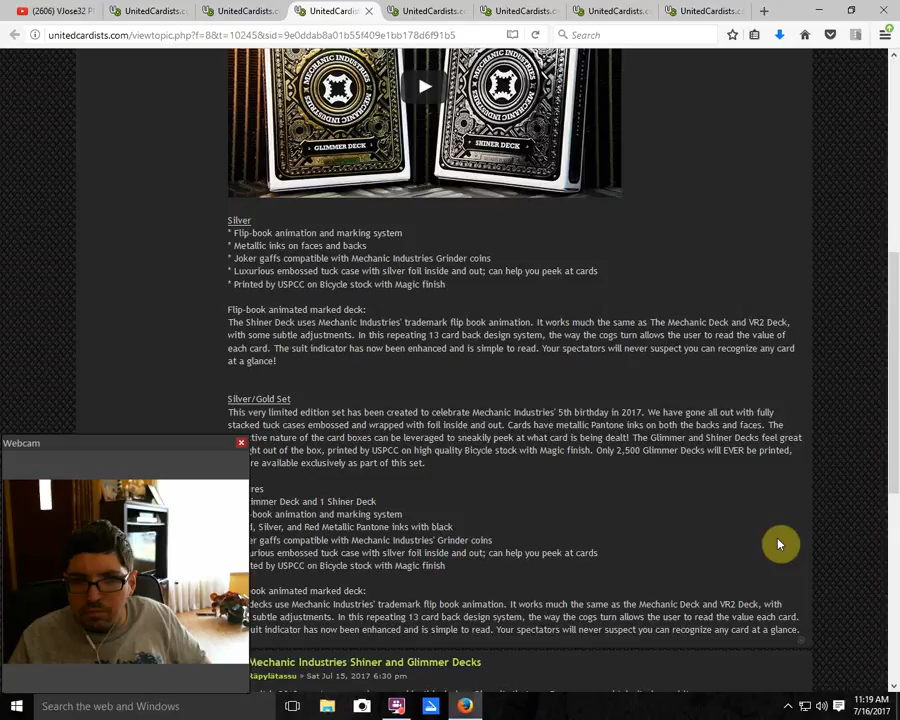 (2606) VJose32 P
UnitedCardists.c
UnitedCardists.cc
UnitedCardists.
UnitedCardists.cc
UnitedCardists.cc
UnitedCardists.cc
UnitedCardists.cc
unitedcardists.com/viewtopic.php?f=8&t=10245&sid=9e0ddab8a01b55f409e1bb178d6f91b5
Search
MECHANIC INDUSTRIES
GLIMMER DECK
MECHANIC INDUSTRIES
SHINER DECK
Silver
* Flip-book animation and marking system
* Metallic inks on faces and backs
* Joker gaffs compatible with Mechanic Industries Grinder coins
* Luxurious embossed tuck case with silver foil inside and out; can help you peek at cards
* Printed by USPCC on Bicycle stock with Magic finish
Flip-book animated marked deck:
The Shiner Deck uses Mechanic Industries' trademark flip book animation. It works much the same as The Mechanic Deck and VR2 Deck,
with some subtle adjustments. In this repeating 13 card back design system, the way the cogs turn allows the user to read the value of
each card. The suit indicator has now been enhanced and is simple to read. Your spectators will never suspect you can recognize any card
at a glance!
Silver/Gold Set
This very limited edition set has been created to celebrate Mechanic Industries' 5th birthday in 2017. We have gone all out with fully
stacked tuck cases embossed and wrapped with foil inside and out. Cards have metallic Pantone inks on both the backs and faces. The
tive nature of the card boxes can be leveraged to sneakily peek at what card is being dealt! The Glimmer and Shiner Decks feel great
ght out of the box, printed by USPCC on high quality Bicycle stock with Magic finish. Only 2,500 Glimmer Decks will EVER be printed,
re available exclusively as part of this set.
res
immer Deck and 1 Shiner Deck
-book animation and marking system
, Silver, and Red Metallic Pantone inks with black
er gaffs compatible with Mechanic Industries' Grinder coins
urious embossed tuck case with silver foil inside and out; can help you peek at cards
ted by USPCC on Bicycle stock with Magic finish
ook animated marked deck:
decks use Mechanic Industries' trademark flip book animation. It works much the same as the Mechanic Deck and VR2 Deck, with
subtle adjustments. In this repeating 13 card back design system, the way the cogs turn allows the user to read the value each card.
uit indicator has now been enhanced and is simple to read. Your spectators will never suspect you can recognize any card at a glance.
Webcam
Mechanic Industries Shiner and Glimmer Decks
Räpylätassu » Sat Jul 15, 2017 6:30 pm
Search the web and Windows
11:19 AM
7/16/2017